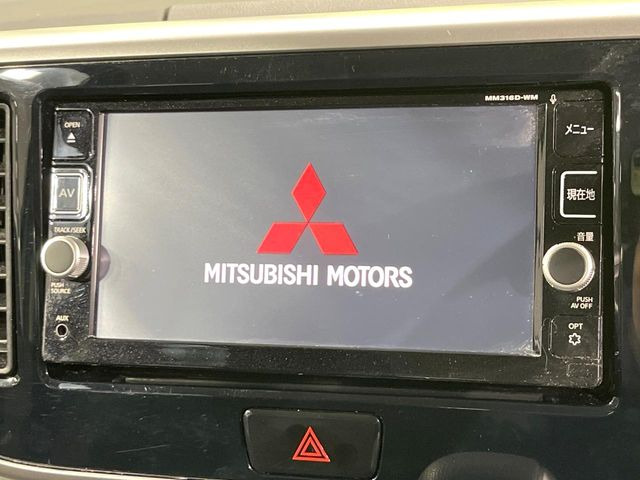 MM316D-WM
OPEN
メニュー
AV
現在地
TRACK/SEEK
音量
MITSUBISHI MOTORS
PUSH
SOURCE
PUSH
AV OFF
AUX
OPT